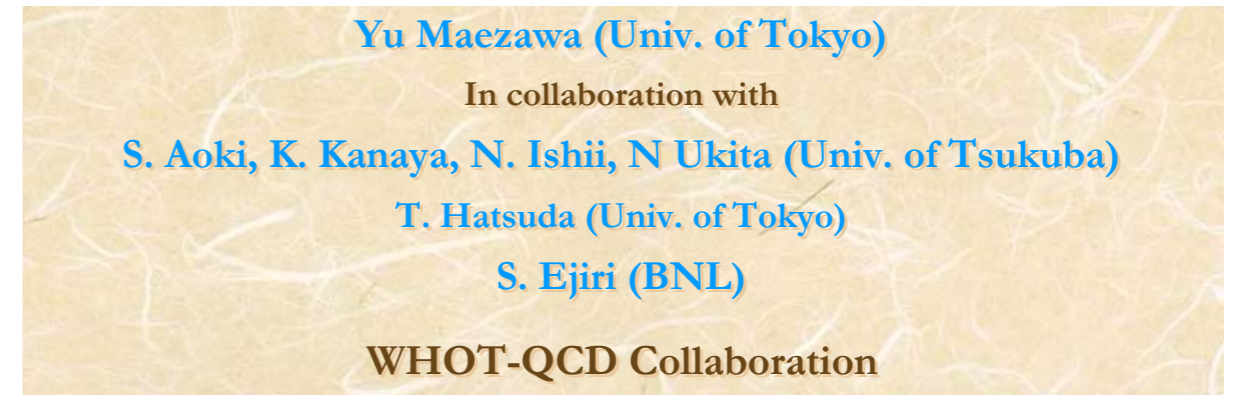 Yu Maezawa (Univ. of Tokyo)
In collaboration with
S. Aoki, K. Kanaya, N. Ishii, N Ukita (Univ. of Tsukuba)
T. Hatsuda (Univ. of Tokyo)
S. Ejiri (BNL)
WHOT-QCD Collaboration